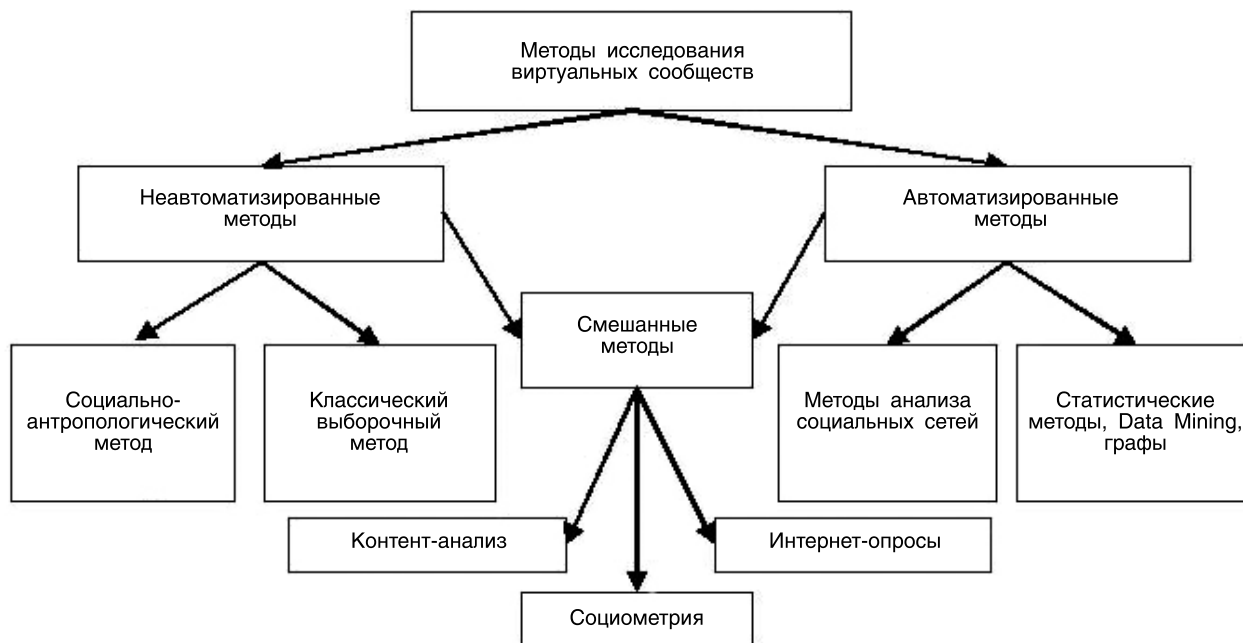 Методы исследования
виртуальных сообществ
Неавтоматизированные
методы
Автоматизированные
методы
Смешанные
методы
Социально-
антропологический
метод
Классический
выборочный
метод
Методы анализа
социальных сетей
Статистические
методы, Data Mining,
графы
Контент-анализ
Интернет-опросы
Социометрия